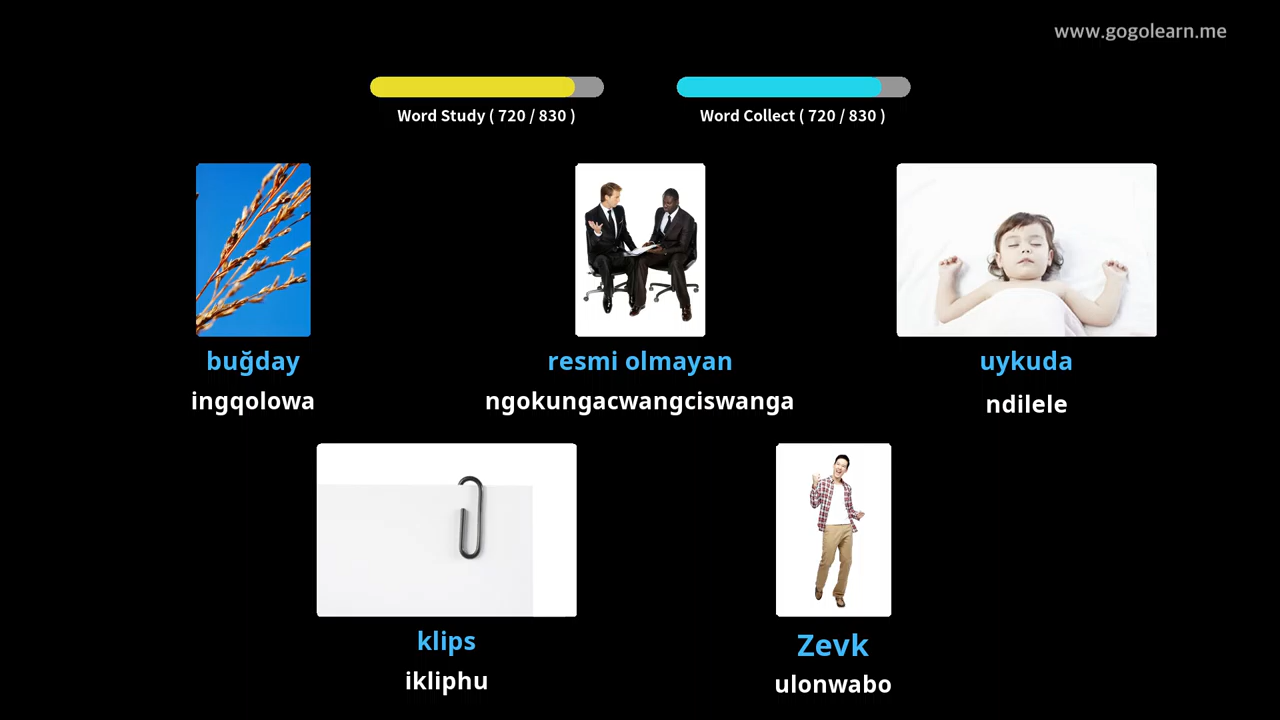 www.gogolearn.me
Word Study ( 720 / 830 )
Word Collect ( 720 / 830 )
buğday
ingqolowa
resmi olmayan
ngokungacwangciswanga
uykuda
ndilele
klips
ikliphu
Zevk
ulonwabo